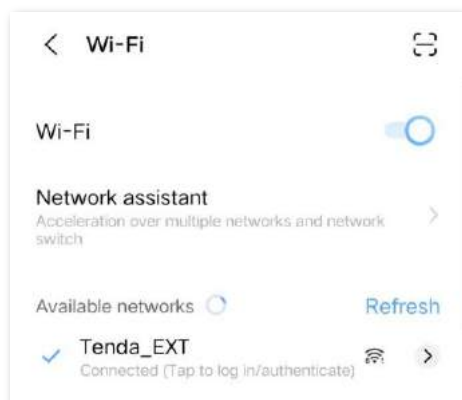 Wi-Fi
Wi-Fi
Network assistant
Acceleration over multiple networks and network
switch
Available networks Refresh
Tenda_EXT
Connected (Tap to log in/authenticate)